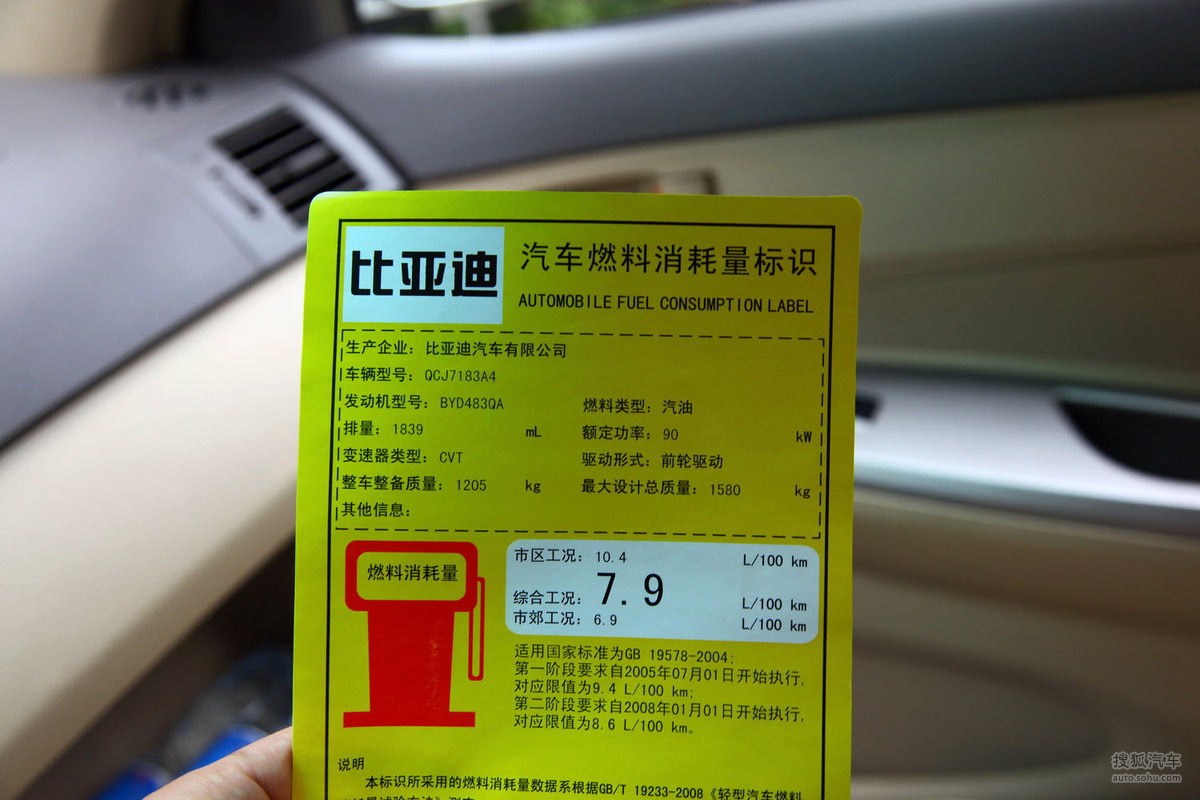 比亚迪
汽车燃料消耗量标识
AUTOMOBILE FUEL CONSUMPTION LABEL
生产企业: 比亚迪汽车有限公司
车辆型号: QCJ7183A4
发动机型号: BYD483QA 燃料类型: 汽油
排量: 1839 mL 额定功率: 90 kW
变速器类型: CVT 驱动形式: 前轮驱动
整车整备质量: 1205 kg 最大设计总质量: 1580 kg
其他信息:
燃料消耗量
市区工况: 10.4 L/100 km
综合工况: 7.9 L/100 km
市郊工况: 6.9 L/100 km
适用国家标准为GB 19578-2004;
第一阶段要求自2005年07月01日开始执行,
对应限值为9.4 L/100 km;
第二阶段要求自2008年01月01日开始执行,
对应限值为8.6 L/100 km。
说明
本标识所采用的燃料消耗量数据系根据GB/T 19233-2008《轻型汽车燃料
搜狐汽车
auto.sohu.com